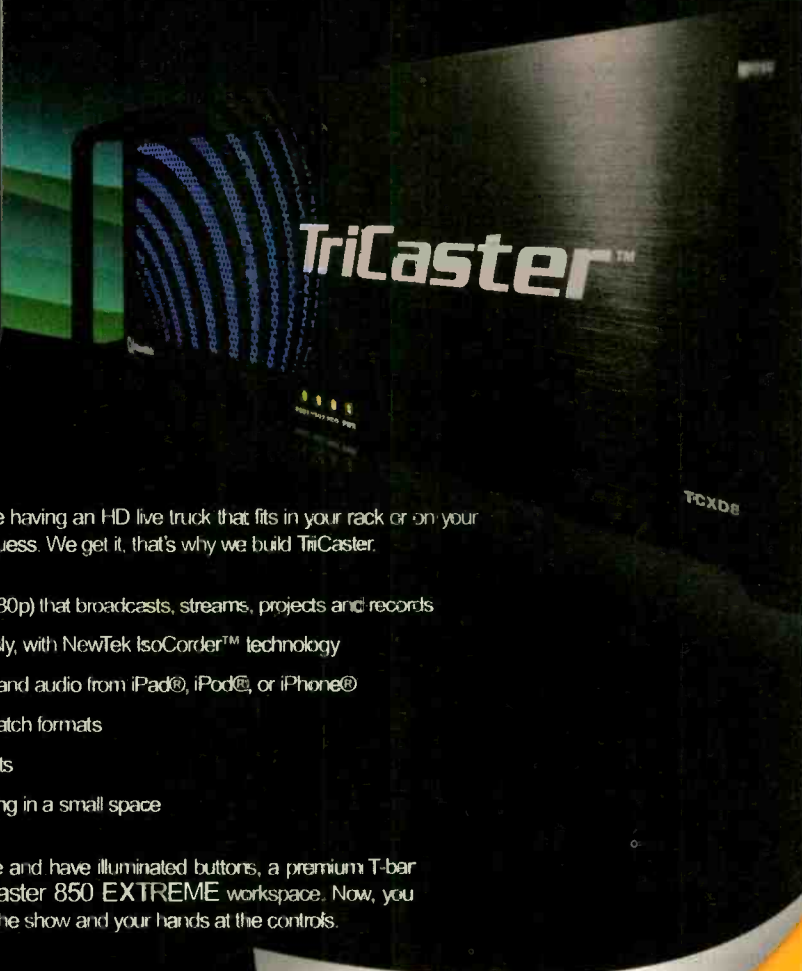 TriCaster™
TCXD8
e having an HD live truck that fits in your rack or on your
uess. We get it, that's why we build TriCaster.
80p) that broadcasts, streams, projects and records
ly, with NewTek IsoCorder™ technology
and audio from iPad®, iPod®, or iPhone®
atch formats
ts
ng in a small space
e and have illuminated buttons, a premium T-bar
aster 850 EXTREME workspace. Now, you
he show and your hands at the controls.